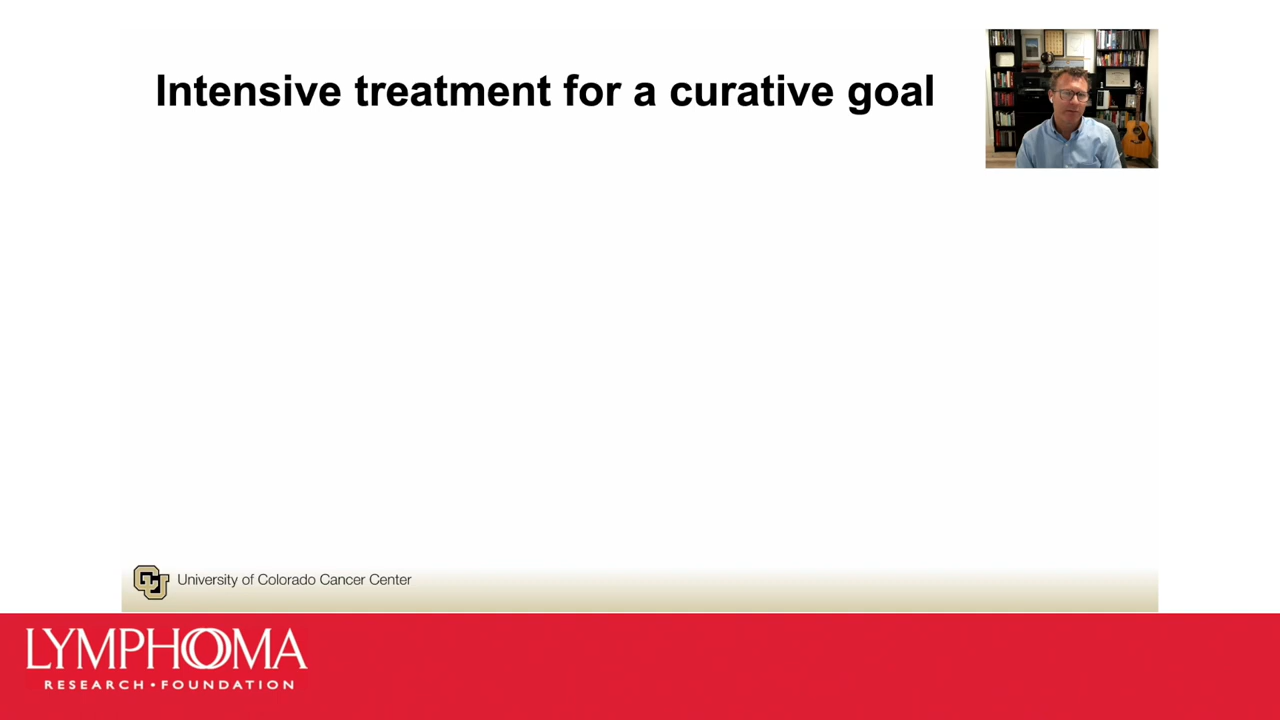 Intensive treatment for a curative goal
University of Colorado Cancer Center
LYMPHOMA
RESEARCH • FOUNDATION